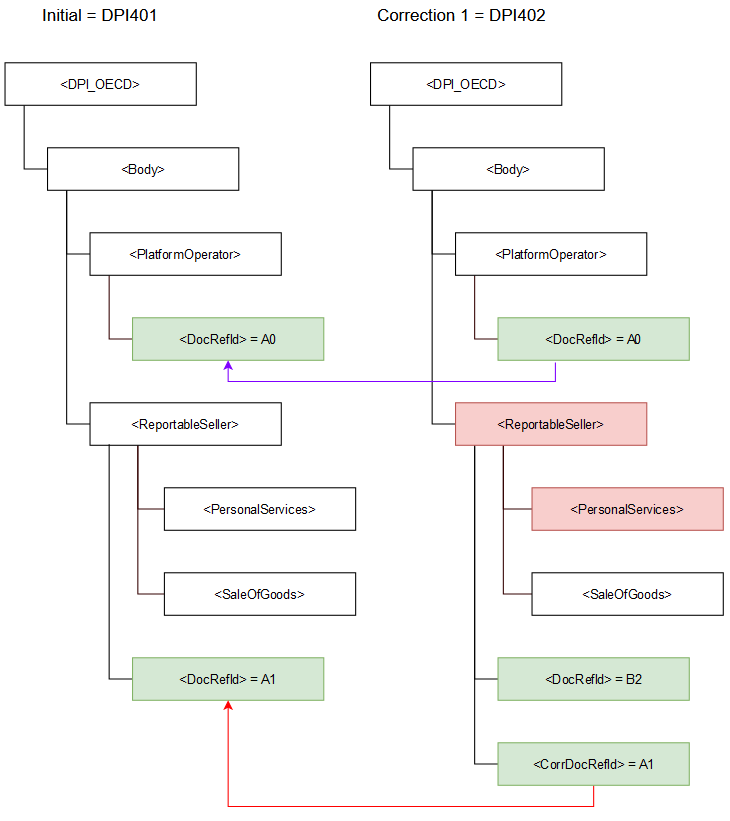 Initial = DPI401
<DPI_OECD>
<Body>
<PlatformOperator>
<DocRefId> = A0
<ReportableSeller>
<PersonalServices>
<SaleOfGoods>
<DocRefId> = A1
Correction 1 = DPI402
<DPI_OECD>
<Body>
<PlatformOperator>
<DocRefId> = A0
<ReportableSeller>
<PersonalServices>
<SaleOfGoods>
<DocRefId> = B2
<CorrDocRefId> = A1